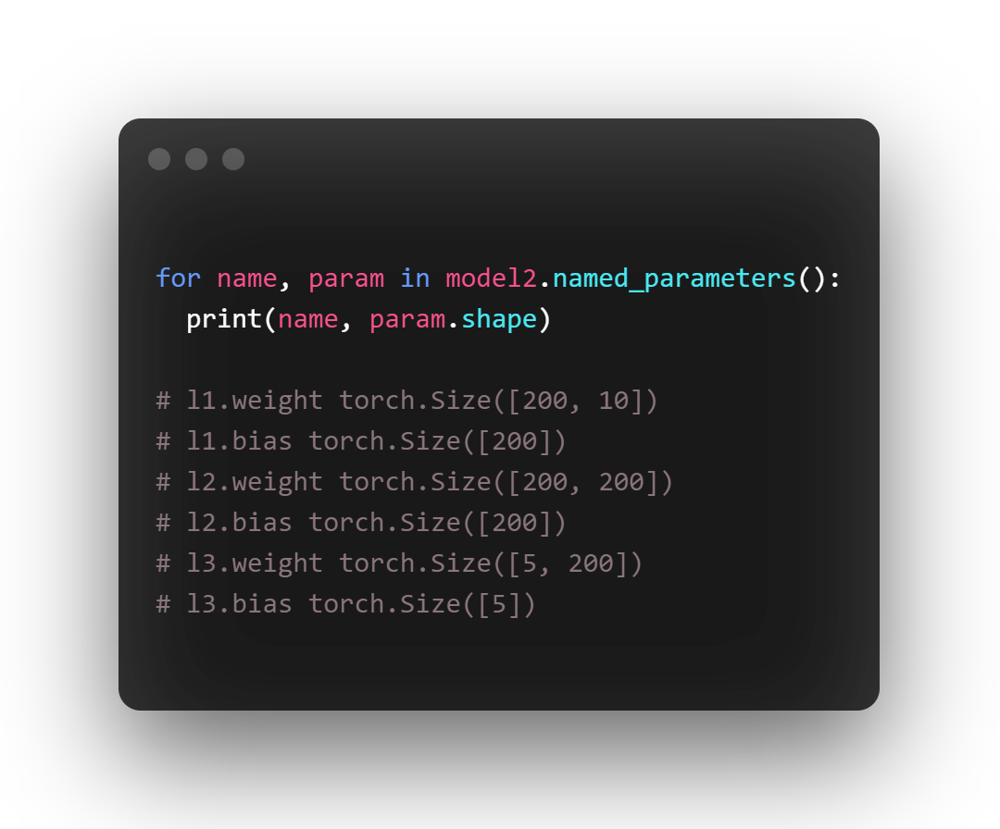 for name, param in model2.named_parameters():
  print(name, param.shape)

# l1.weight torch.Size([200, 10])
# l1.bias torch.Size([200])
# l2.weight torch.Size([200, 200])
# l2.bias torch.Size([200])
# l3.weight torch.Size([5, 200])
# l3.bias torch.Size([5])